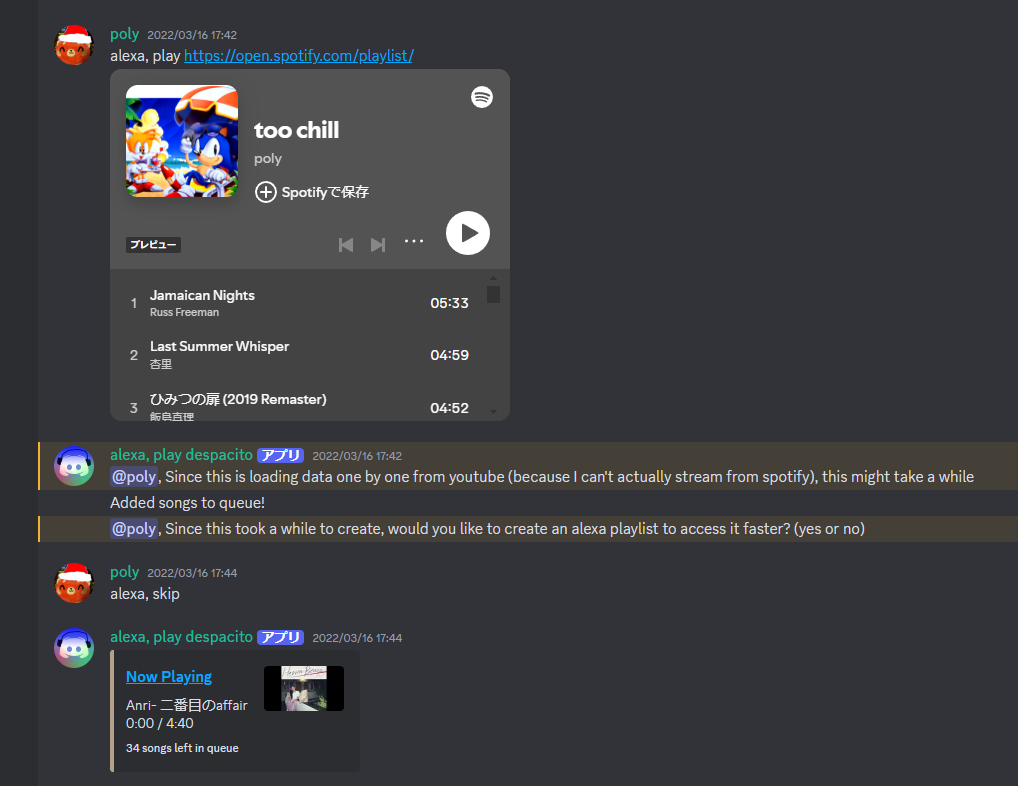 poly 2022/03/16 17:42
alexa, play https://open.spotify.com/playlist/
too chill
poly
Spotifyで保存
プレビュー
1 Jamaican Nights 05:33
Russ Freeman
2 Last Summer Whisper 04:59
杏里
3 ひみつの扉 (2019 Remaster) 04:52
飯島真理
alexa, play despacito アプリ 2022/03/16 17:42
@poly, Since this is loading data one by one from youtube (because I can't actually stream from spotify), this might take a while
Added songs to queue!
@poly, Since this took a while to create, would you like to create an alexa playlist to access it faster? (yes or no)
poly 2022/03/16 17:44
alexa, skip
alexa, play despacito アプリ 2022/03/16 17:44
Now Playing
Anri- 二番目のaffair
0:00 / 4:40
34 songs left in queue